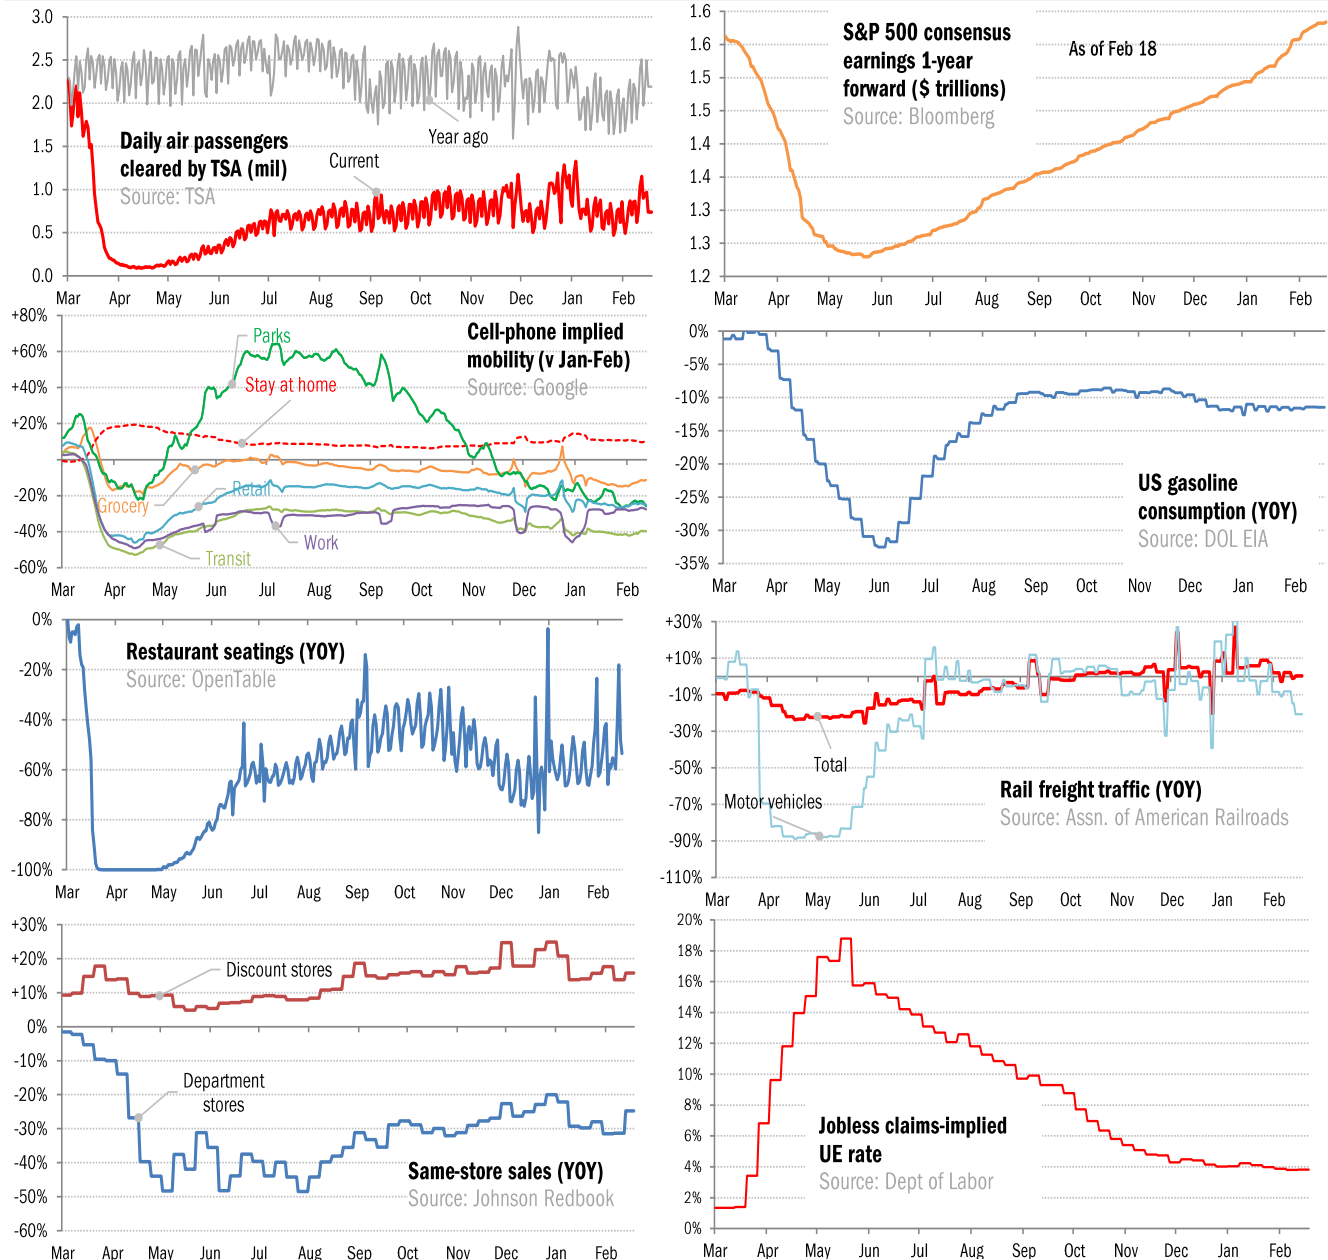 3.0
2.5
2.0
1.5
1.0
0.5
0.0
Daily air passengers
cleared by TSA (mil)
Source: TSA
Year ago
Current
Mar Apr May Jun Jul Aug Sep Oct Nov Dec Jan Feb
1.6
1.6
1.5
1.5
1.4
1.4
1.3
1.3
1.2
S&P 500 consensus
earnings 1-year
forward ($ trillions)
Source: Bloomberg
As of Feb 18
Mar Apr May Jun Jul Aug Sep Oct Nov Dec Jan Feb
+80%
+60%
+40%
+20%
-20%
-40%
-60%
Cell-phone implied
mobility (v Jan-Feb)
Source: Google
Parks
Stay at home
Grocery
Retail
Work
Transit
Mar Apr May Jun Jul Aug Sep Oct Nov Dec Jan Feb
0%
-5%
-10%
-15%
-20%
-25%
-30%
-35%
US gasoline
consumption (YOY)
Source: DOL EIA
Mar Apr May Jun Jul Aug Sep Oct Nov Dec Jan Feb
0%
-20%
-40%
-60%
-80%
-100%
Restaurant seatings (YOY)
Source: OpenTable
Mar Apr May Jun Jul Aug Sep Oct Nov Dec Jan Feb
+30%
+10%
-10%
-30%
-50%
-70%
-90%
-110%
Total
Motor vehicles
Rail freight traffic (YOY)
Source: Assn. of American Railroads
Mar Apr May Jun Jul Aug Sep Oct Nov Dec Jan Feb
+30%
+20%
+10%
0%
-10%
-20%
-30%
-40%
-50%
-60%
Discount stores
Department
stores
Same-store sales (YOY)
Source: Johnson Redbook
Mar Apr May Jun Jul Aug Sep Oct Nov Dec Jan Feb
20%
18%
16%
14%
12%
10%
8%
6%
4%
2%
0%
Jobless claims-implied
UE rate
Source: Dept of Labor
Mar Apr May Jun Jul Aug Sep Oct Nov Dec Jan Feb